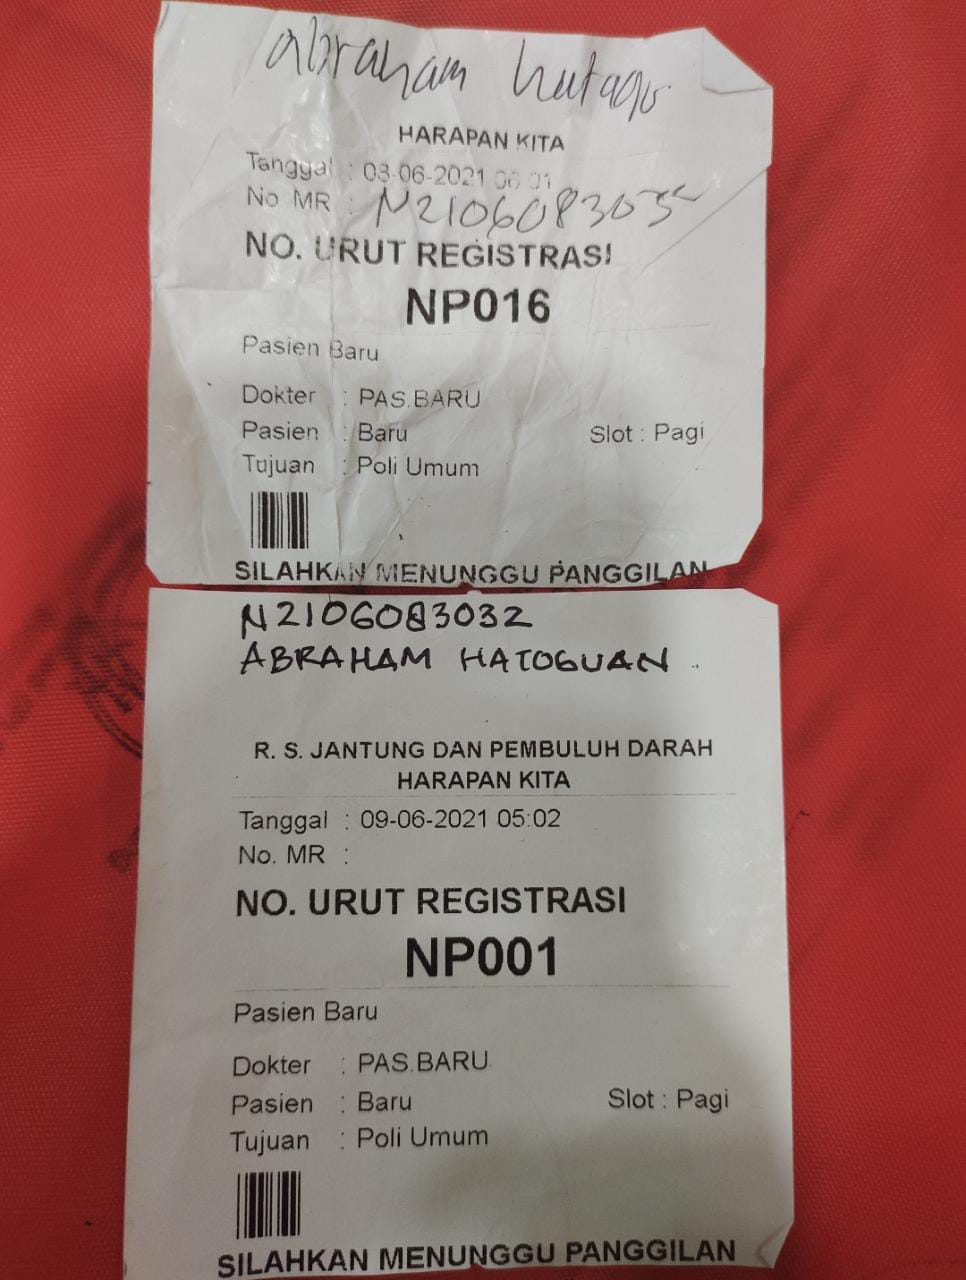 abraham hutagu
HARAPAN KITA
Tanggal : 08-06-2021 06:01
No MR : N2106083032
NO. URUT REGISTRASI
NP016
Pasien Baru
Dokter : PAS.BARU
Pasien : Baru Slot : Pagi
Tujuan : Poli Umum
SILAHKAN MENUNGGU PANGGILAN
N2106083032
ABRAHAM HATOGUAN
R. S. JANTUNG DAN PEMBULUH DARAH
HARAPAN KITA
Tanggal : 09-06-2021 05:02
No. MR :
NO. URUT REGISTRASI
NP001
Pasien Baru
Dokter : PAS.BARU
Pasien : Baru Slot : Pagi
Tujuan : Poli Umum
SILAHKAN MENUNGGU PANGGILAN